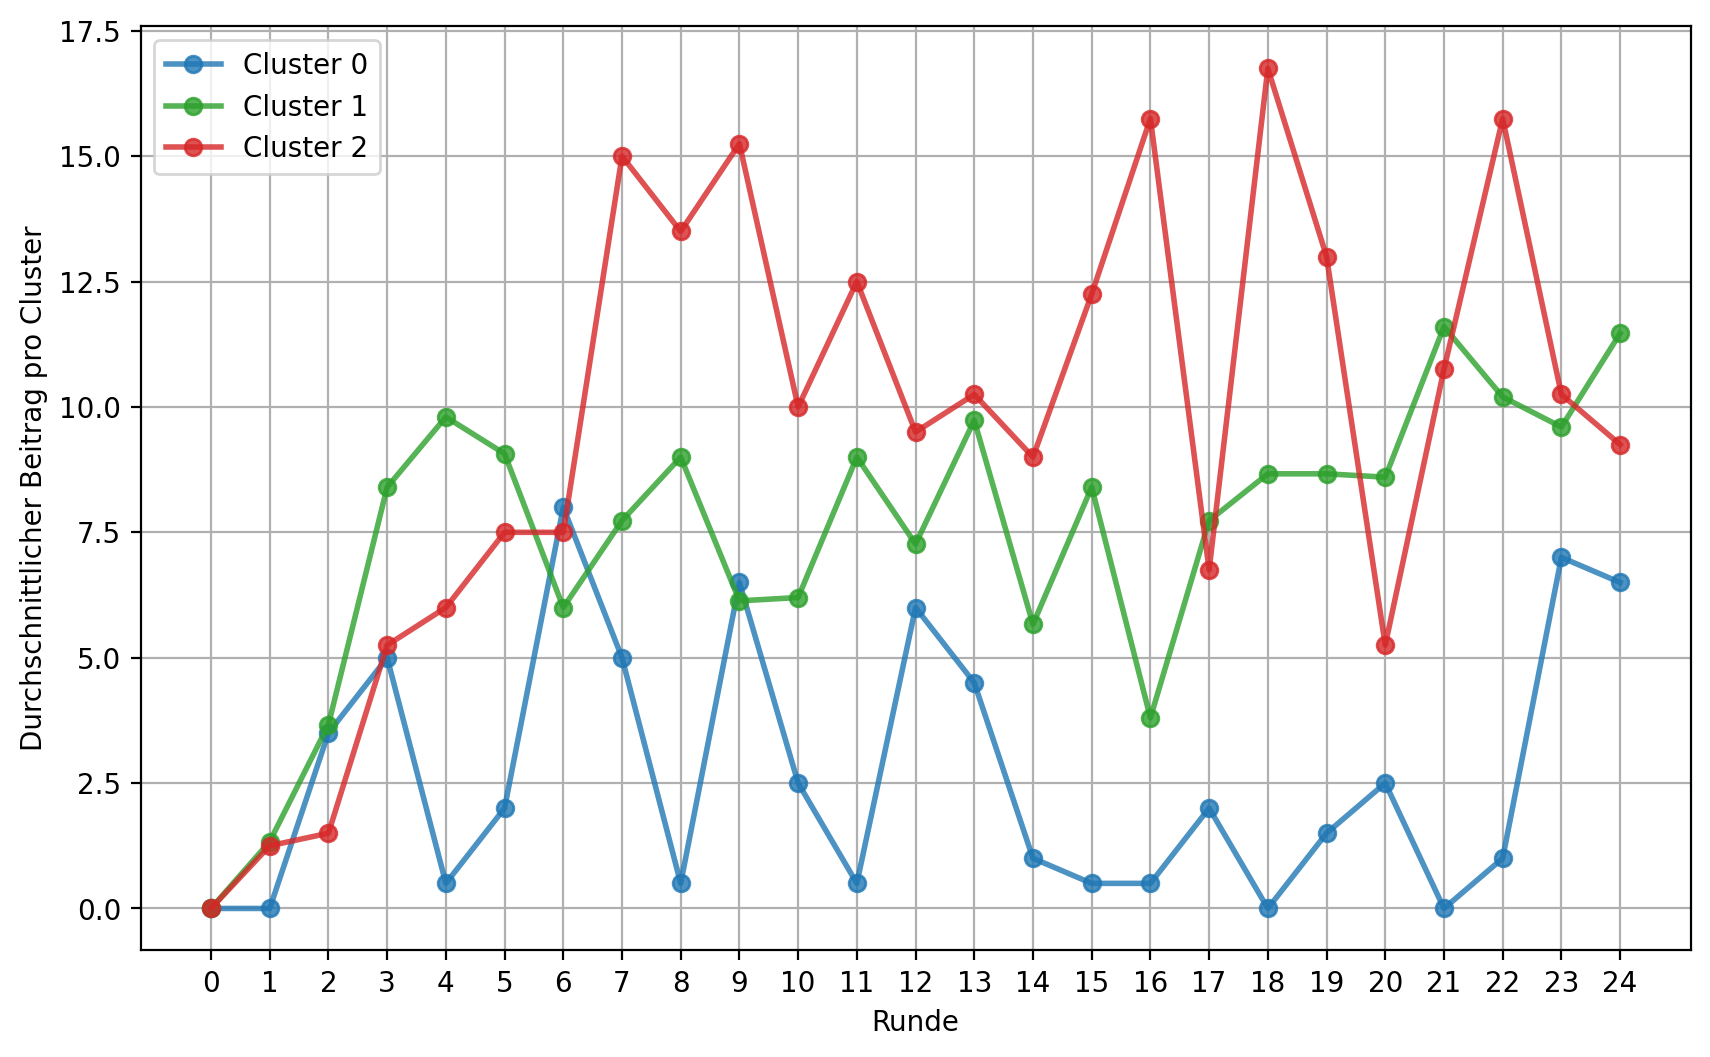 Cluster 0
Cluster 1
Cluster 2
Durchschnittlicher Beitrag pro Cluster
17.5
15.0
12.5
10.0
7.5
5.0
2.5
0.0
0 1 2 3 4 5 6 7 8 9 10 11 12 13 14 15 16 17 18 19 20 21 22 23 24
Runde